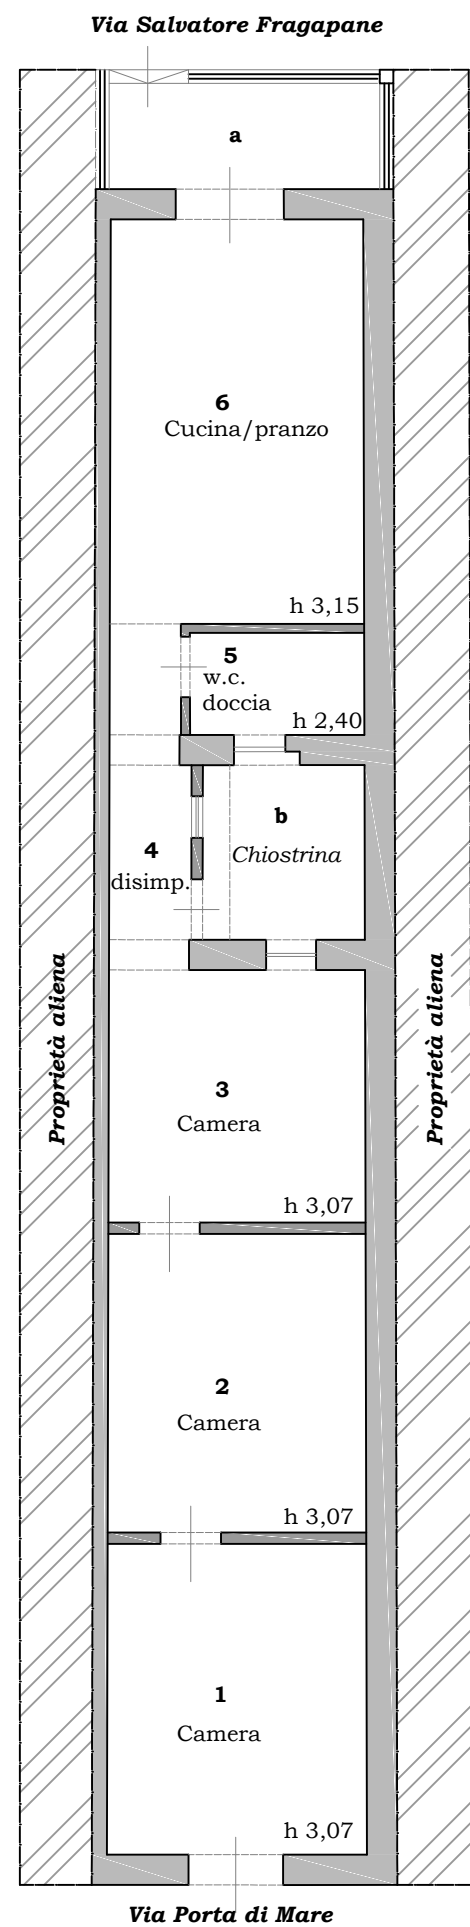 Via Salvatore Fragapane
a
6
Cucina/pranzo
h 3,15
5
w.c.
doccia
h 2,40
b
Chiostrina
4
disimp.
Proprietà aliena
Proprietà aliena
3
Camera
h 3,07
2
Camera
h 3,07
1
Camera
h 3,07
Via Porta di Mare